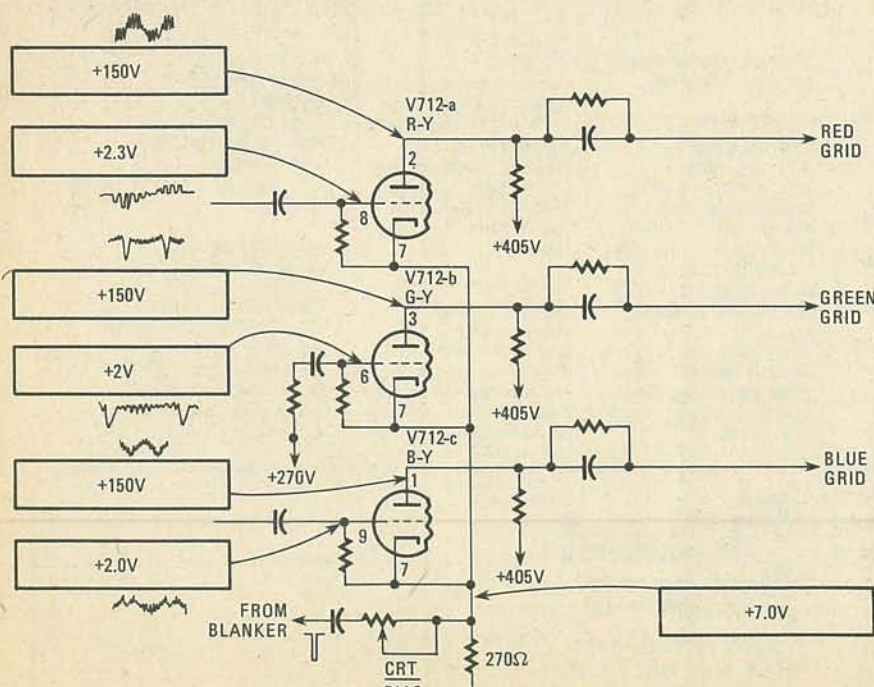 +150V
V712-a
R-Y
2
RED
GRID
+2.3V
8
7
+405V
V712-b
G-Y
+150V
3
GREEN
GRID
+2V
6
7
+405V
V712-c
B-Y
+270V
+150V
1
BLUE
GRID
9
7
+2.0V
+405V
+7.0V
FROM
BLANKER
270Ω
CRT